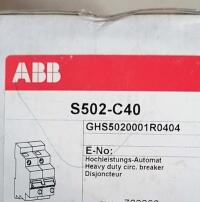 ABB
S502-C40
GHS5020001R0404
E-No:
Hochleistungs-Automat
Heavy duty circ. breaker
Disjoncteur